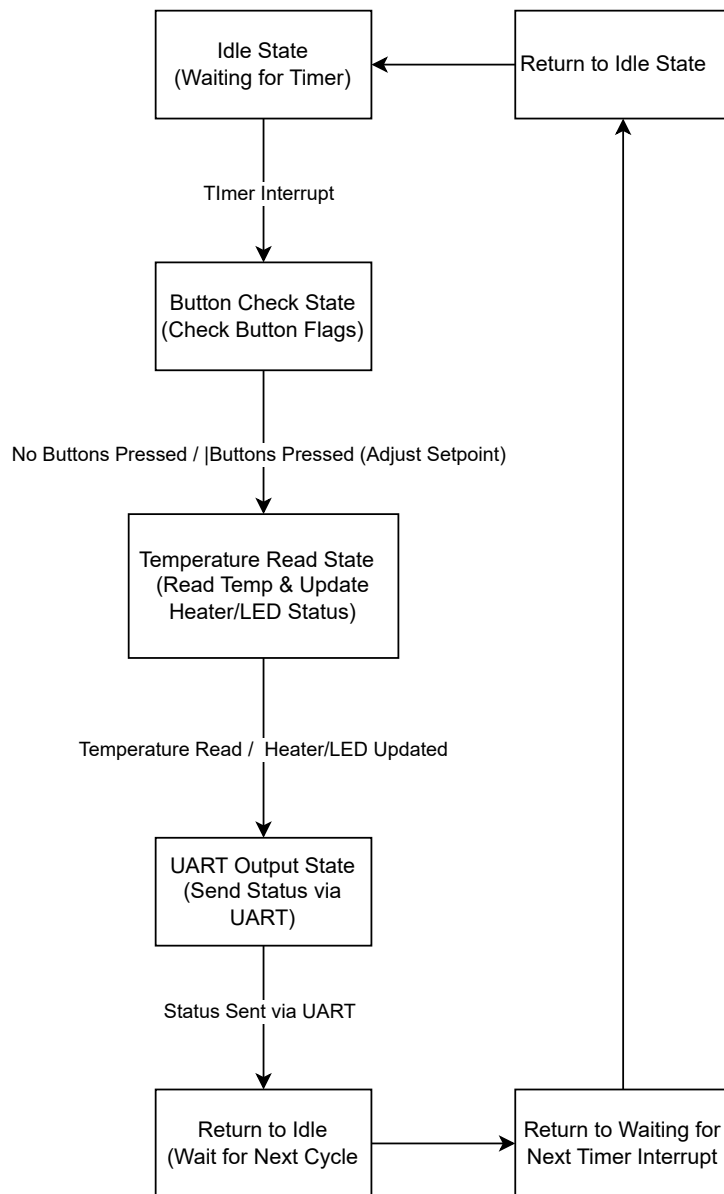 Idle State
(Waiting for Timer)
Return to Idle State
TImer Interrupt
Button Check State
(Check Button Flags)
No Buttons Pressed / |Buttons Pressed (Adjust Setpoint)
Temperature Read State
(Read Temp & Update
Heater/LED Status)
Temperature Read /  Heater/LED Updated
UART Output State
(Send Status via
UART)
Status Sent via UART
Return to Idle
(Wait for Next Cycle
Return to Waiting for
Next Timer Interrupt